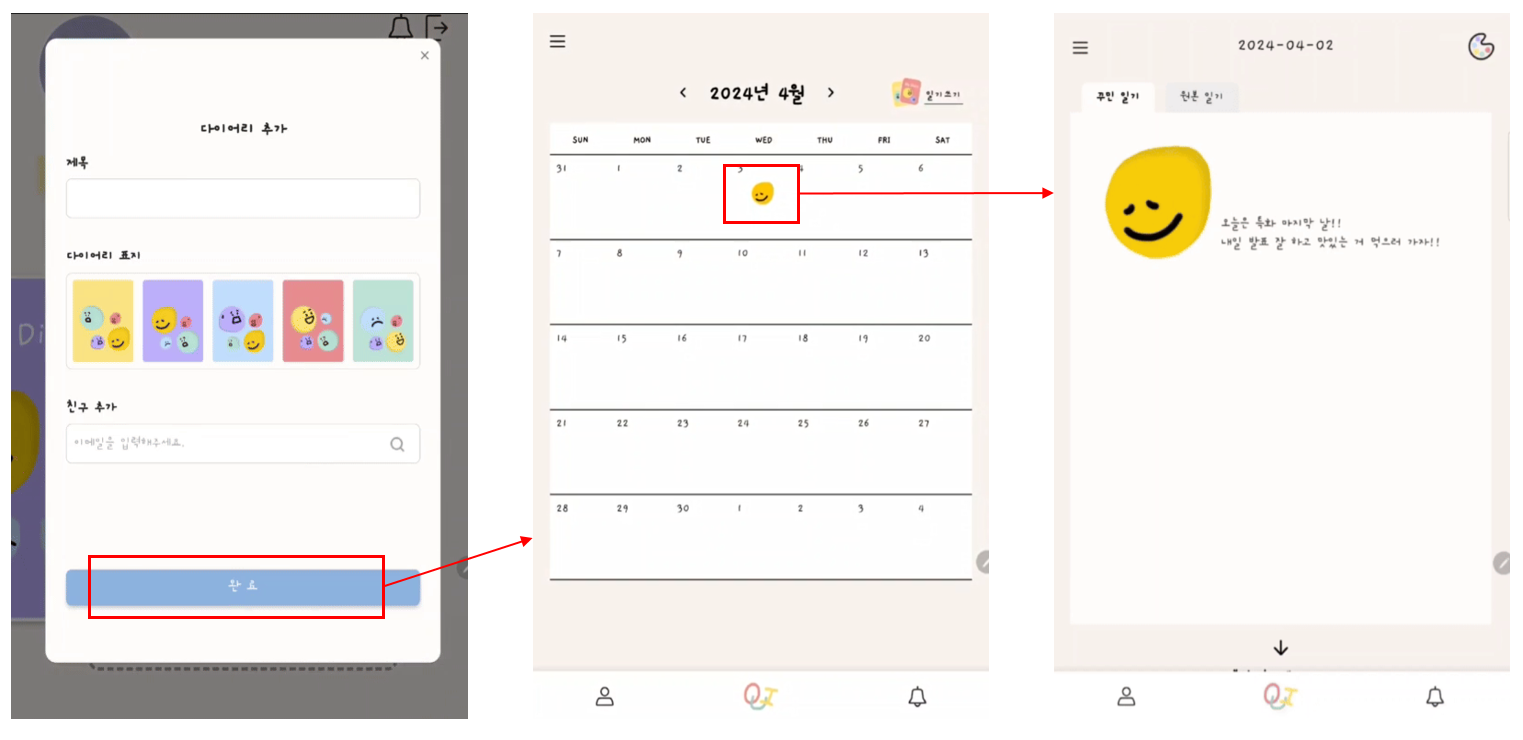 다이어리 추가
제목
다이어리 표지
친구 추가
이메일을 입력해주세요.
완 료
Di
2024년 4월
일기쓰기
SUN MON TUE WED THU FRI SAT
31 1 2 3 4 5 6
7 8 9 10 11 12 13
14 15 16 17 18 19 20
21 22 23 24 25 26 27
28 29 30 1 2 3 4
2024-04-02
꾸민 일기 원본 일기
오늘은 특화 마지막 날!!
내일 발표 잘 하고 맛있는 거 먹으러 가자!!